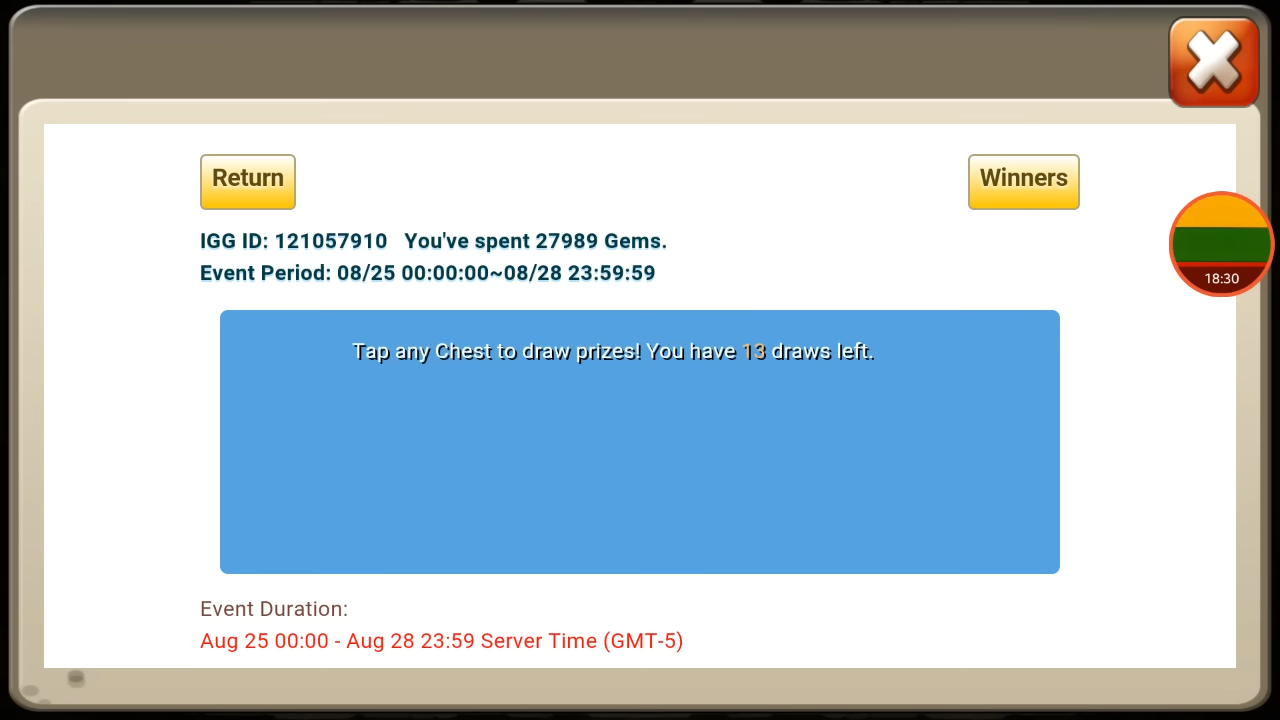 Return
Winners
IGG ID: 121057910 You've spent 27989 Gems.
Event Period: 08/25 00:00:00~08/28 23:59:59
18:30
Tap any Chest to draw prizes! You have 13 draws left.
Event Duration:
Aug 25 00:00 - Aug 28 23:59 Server Time (GMT-5)